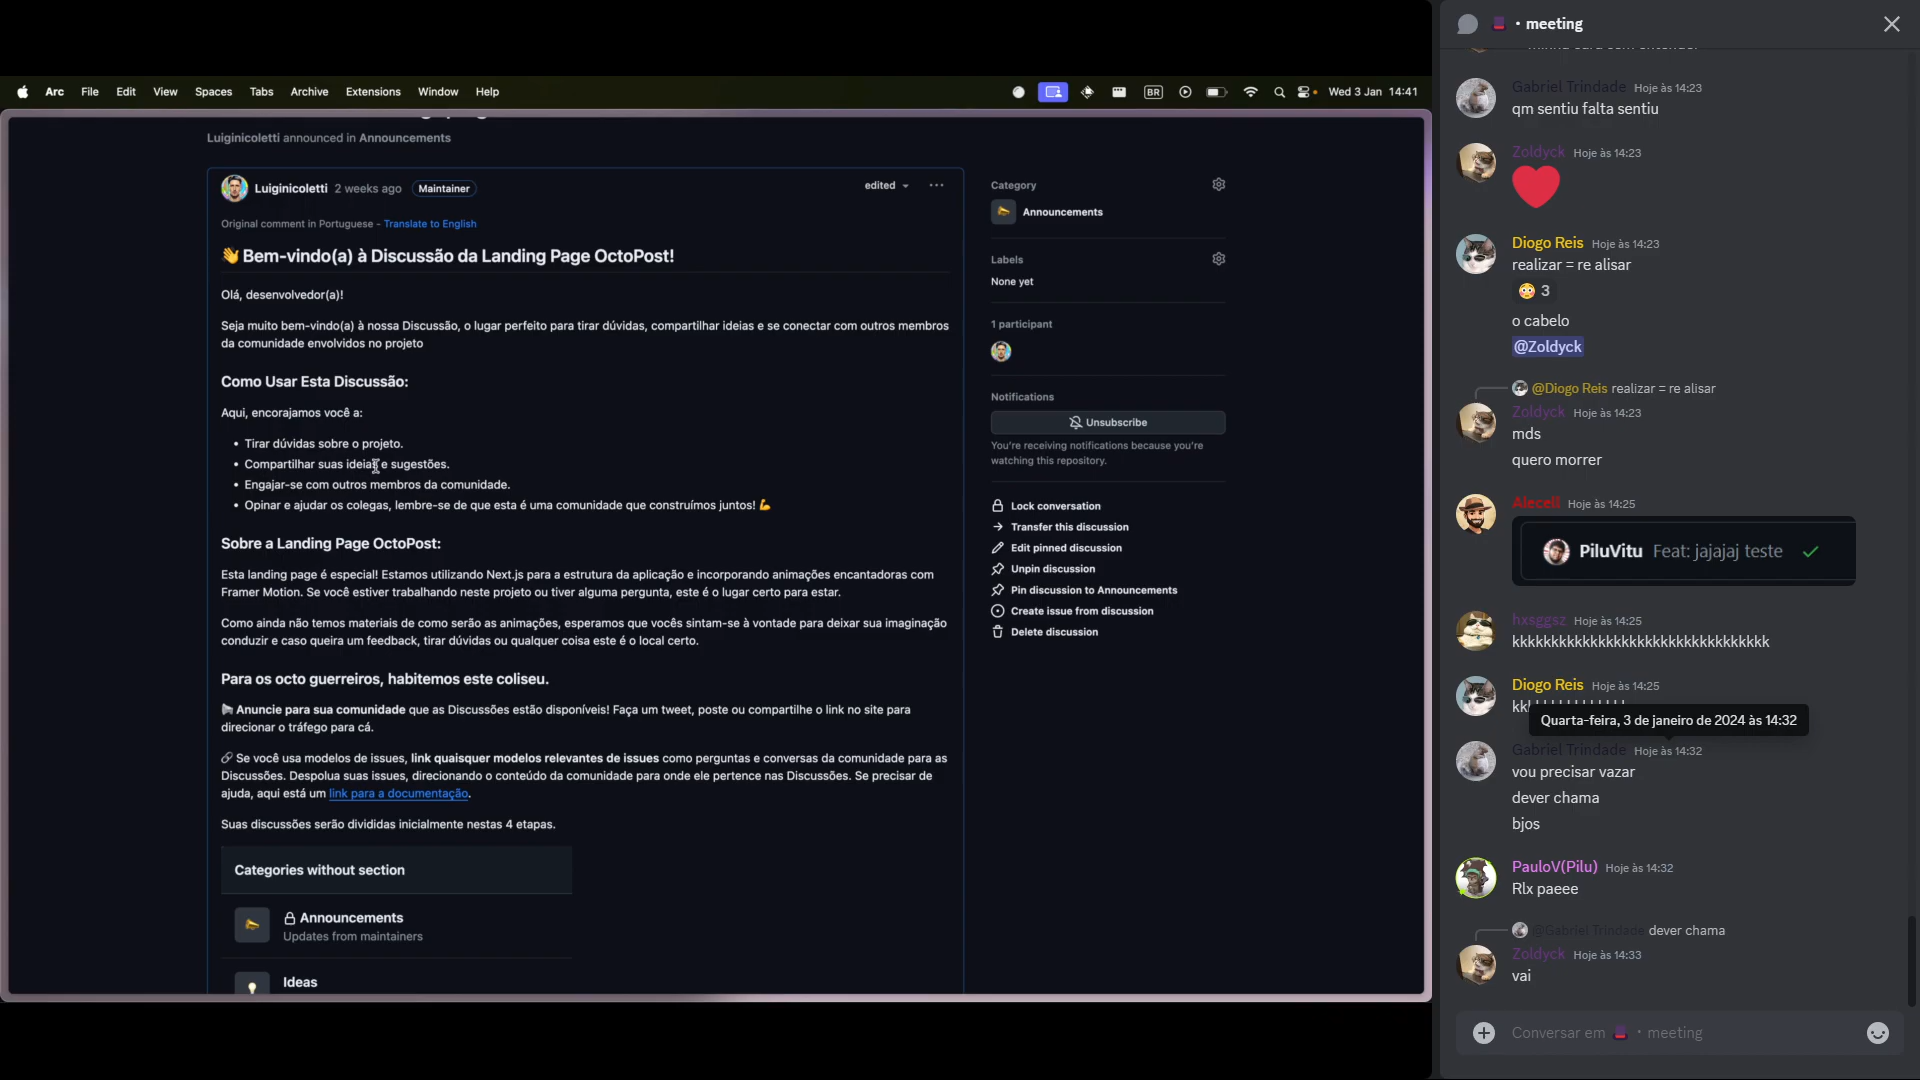 Arc File Edit View Spaces Tabs Archive Extensions Window Help
BR
Wed 3 Jan 14:41
Luiginicoletti announced in Announcements
Luiginicoletti 2 weeks ago Maintainer
edited
Original comment in Portuguese - Translate to English
👋 Bem-vindo(a) à Discussão da Landing Page OctoPost!
Olá, desenvolvedor(a)!
Seja muito bem-vindo(a) à nossa Discussão, o lugar perfeito para tirar dúvidas, compartilhar ideias e se conectar com outros membros
da comunidade envolvidos no projeto
Como Usar Esta Discussão:
Aqui, encorajamos você a:
• Tirar dúvidas sobre o projeto.
• Compartilhar suas ideias e sugestões.
• Engajar-se com outros membros da comunidade.
• Opinar e ajudar os colegas, lembre-se de que esta é uma comunidade que construímos juntos! 💪
Sobre a Landing Page OctoPost:
Esta landing page é especial! Estamos utilizando Next.js para a estrutura da aplicação e incorporando animações encantadoras com
Framer Motion. Se você estiver trabalhando neste projeto ou tiver alguma pergunta, este é o lugar certo para estar.
Como ainda não temos materiais de como serão as animações, esperamos que vocês sintam-se à vontade para deixar sua imaginação
conduzir e caso queira um feedback, tirar dúvidas ou qualquer coisa este é o local certo.
Para os octo guerreiros, habitemos este coliseu.
📣 Anuncie para sua comunidade que as Discussões estão disponíveis! Faça um tweet, poste ou compartilhe o link no site para
direcionar o tráfego para cá.
🔗 Se você usa modelos de issues, link quaisquer modelos relevantes de issues como perguntas e conversas da comunidade para as
Discussões. Despolua suas issues, direcionando o conteúdo da comunidade para onde ele pertence nas Discussões. Se precisar de
ajuda, aqui está um link para a documentação.
Suas discussões serão divididas inicialmente nestas 4 etapas.
Categories without section
Announcements
Updates from maintainers
Ideas
Category
Announcements
Labels
None yet
1 participant
Notifications
Unsubscribe
You're receiving notifications because you're
watching this repository.
Lock conversation
Transfer this discussion
Edit pinned discussion
Unpin discussion
Pin discussion to Announcements
Create issue from discussion
Delete discussion
• meeting
Gabriel Trindade Hoje às 14:23
qm sentiu falta sentiu
Zoldyck Hoje às 14:23
Diogo Reis Hoje às 14:23
realizar = re alisar
3
o cabelo
@Zoldyck
@Diogo Reis realizar = re alisar
Zoldyck Hoje às 14:23
mds
quero morrer
Alecell Hoje às 14:25
PiluVitu Feat: jajajaj teste
hxsggsz Hoje às 14:25
kkkkkkkkkkkkkkkkkkkkkkkkkkkkkkkkk
Diogo Reis Hoje às 14:25
Quarta-feira, 3 de janeiro de 2024 às 14:32
Gabriel Trindade Hoje às 14:32
vou precisar vazar
dever chama
bjos
PauloV(Pilu) Hoje às 14:32
Rlx paeee
@Gabriel Trindade dever chama
Zoldyck Hoje às 14:33
vai
Conversar em • meeting